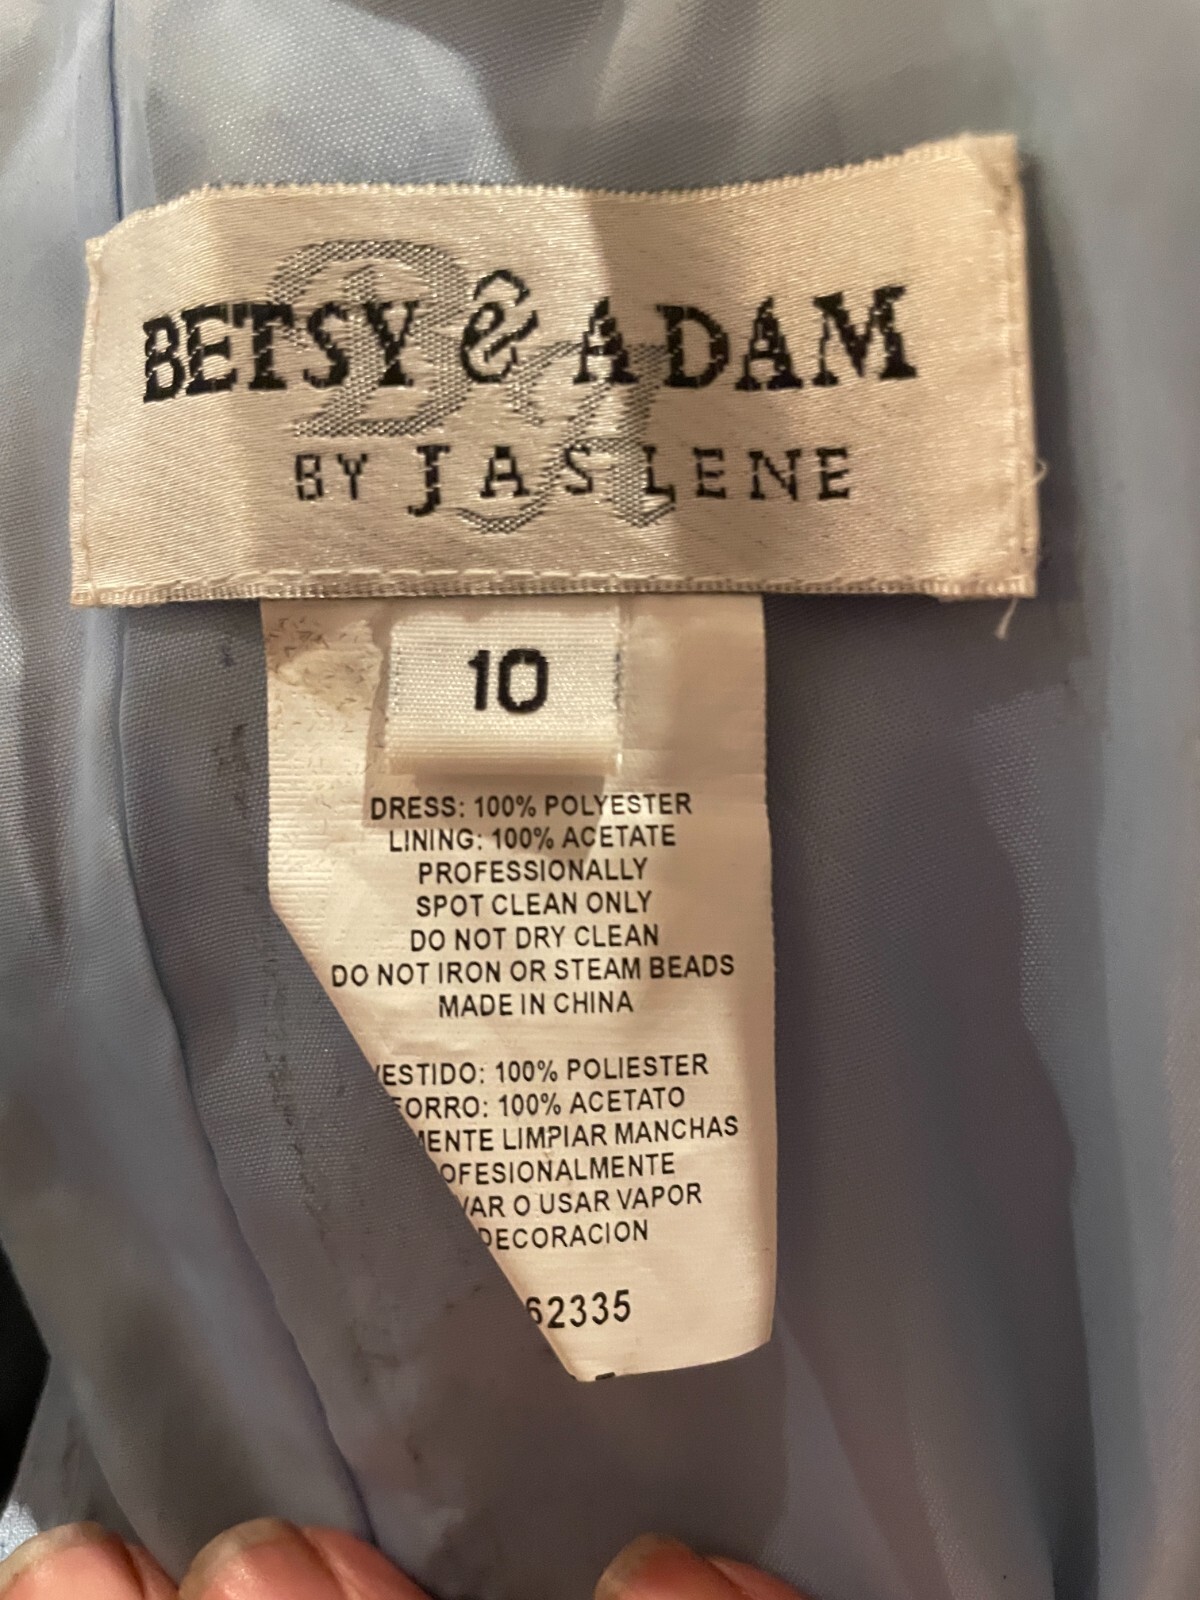 BETSY & ADAM
BY JASLENE
10
DRESS: 100% POLYESTER
LINING: 100% ACETATE
PROFESSIONALLY
SPOT CLEAN ONLY
DO NOT DRY CLEAN
DO NOT IRON OR STEAM BEADS
MADE IN CHINA
VESTIDO: 100% POLIESTER
FORRO: 100% ACETATO
MENTE LIMPIAR MANCHAS
OFESIONALMENTE
VAR O USAR VAPOR
DECORACION
62335